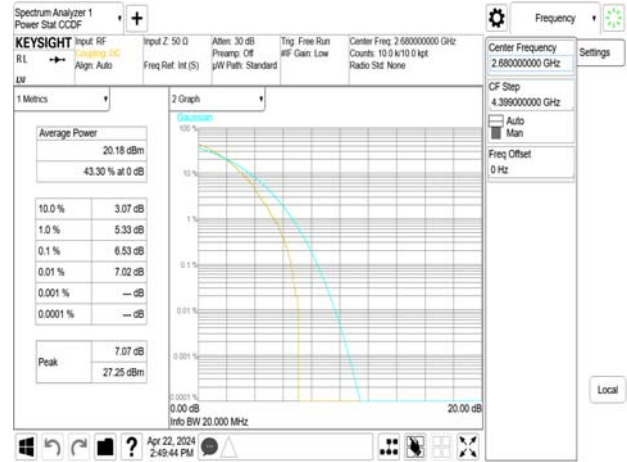 Spectrum Analyzer 1
Power Stat CCDF
+
Frequency
KEYSIGHT
RL
LXI
Input: RF
Coupling: DC
Align: Auto
Input Z: 50 Ω
Freq Ref: Int (S)
Atten: 30 dB
Preamp: Off
µW Path: Standard
Trig: Free Run
#IF Gain: Low
Center Freq: 2.680000000 GHz
Counts: 10.0 k/10.0 kpt
Radio Std: None
Center Frequency
2.680000000 GHz
Settings
CF Step
4.399000000 GHz
Auto
Man
Freq Offset
0 Hz
1 Metrics
2 Graph
Gaussian
Average Power
20.18 dBm
43.30 % at 0 dB
10.0 % 3.07 dB
1.0 % 5.33 dB
0.1 % 6.53 dB
0.01 % 7.02 dB
0.001 % --- dB
0.0001 % --- dB
Peak
7.07 dB
27.25 dBm
100 %
10 %
1 %
0.1 %
0.01 %
0.001 %
0.0001 %
0.00 dB
20.00 dB
Info BW 20.000 MHz
Local
?
Apr 22, 2024
2:49:44 PM